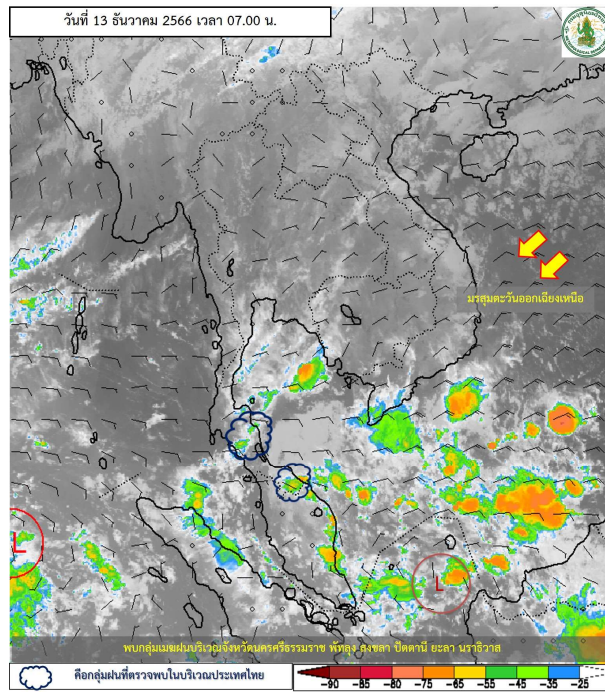 วันที่ 13 ธันวาคม 2566 เวลา 07.00 น.
มรสุมตะวันออกเฉียงเหนือ
L
L
พบกลุ่มเมฆฝนบริเวณจังหวัดนครศรีธรรมราช พัทลุง สงขลา ปัตตานี ยะลา นราธิวาส
คือกลุ่มฝนที่ตรวจพบในบริเวณประเทศไทย
-90 -85 -80 -75 -65 -55 -45 -35 -25